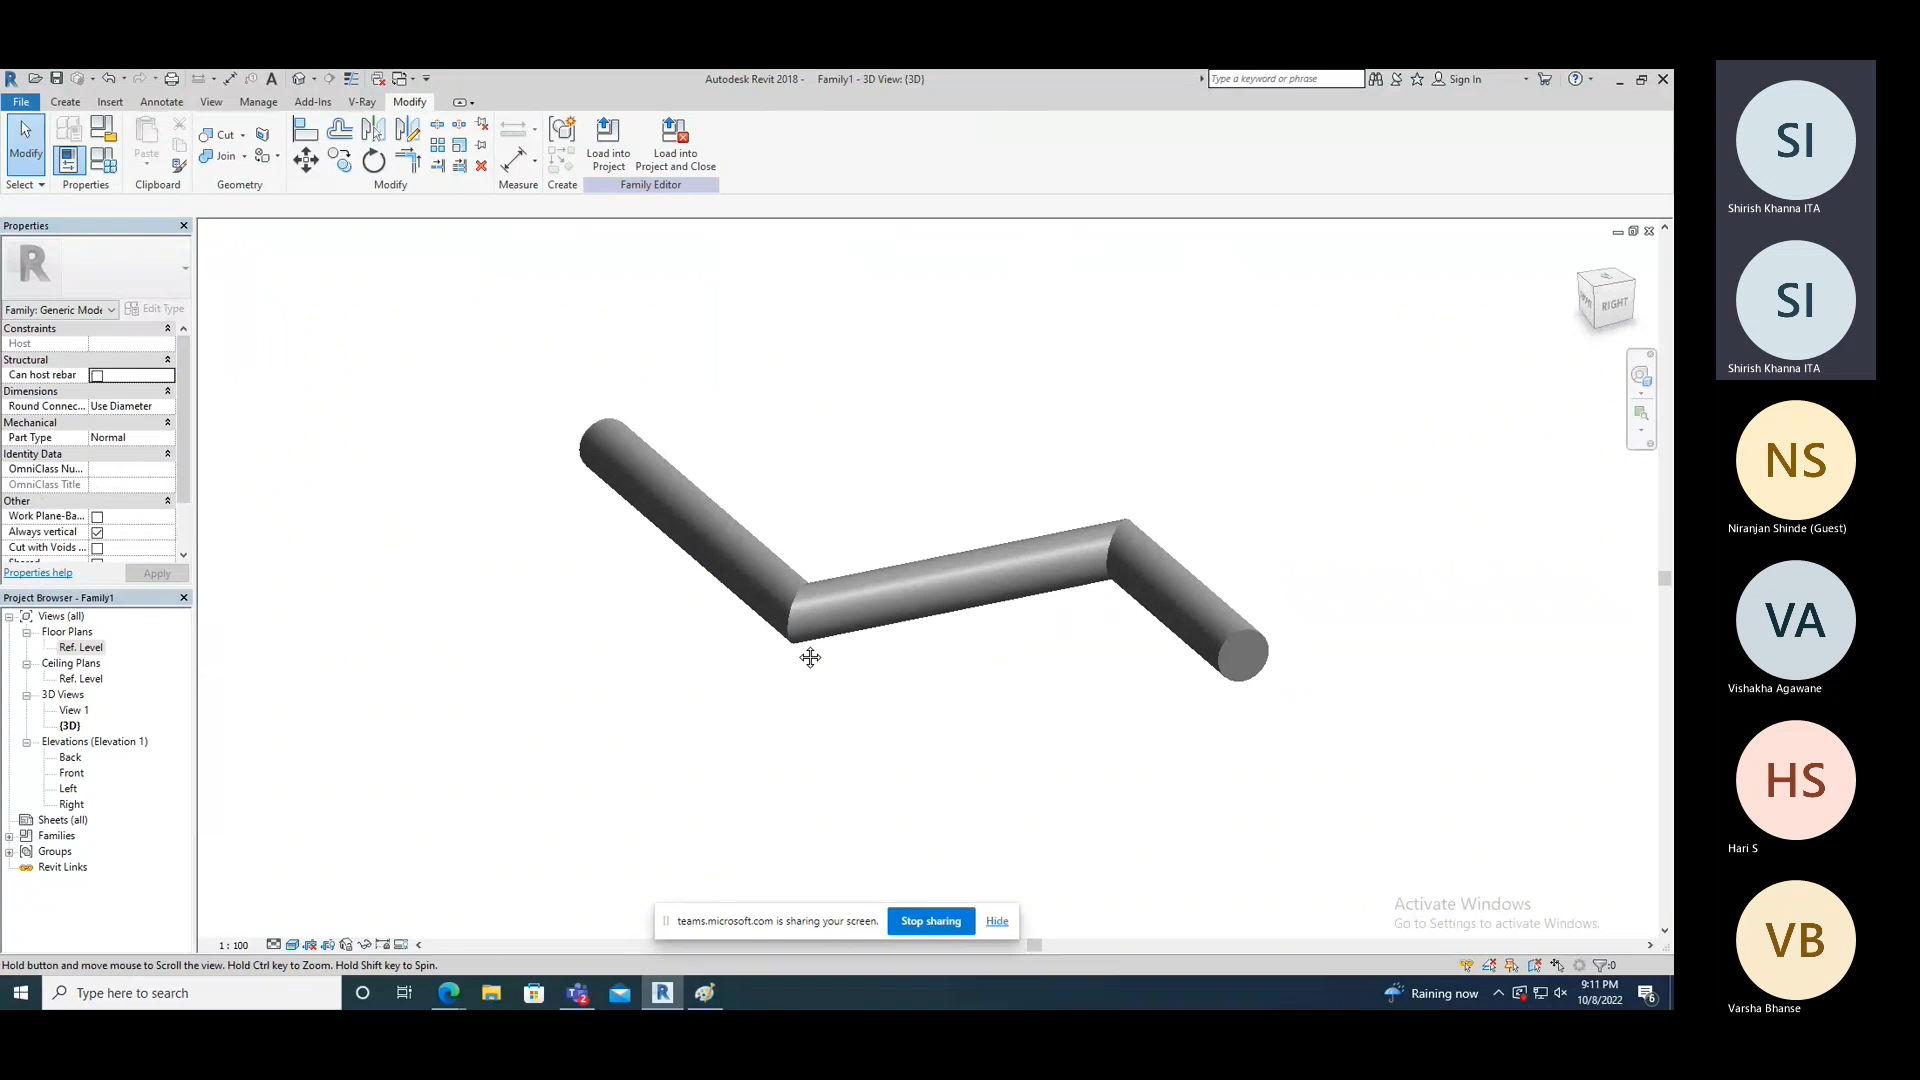 Autodesk Revit 2018 - Family1 - 3D View: {3D}
Type a keyword or phrase
Sign In
File Create Insert Annotate View Manage Add-Ins V-Ray Modify
Modify
Paste
Cut
Join
Load into
Project
Load into
Project and Close
Select Properties Clipboard Geometry Modify Measure Create Family Editor
Properties
Family: Generic Mode
Edit Type
Constraints
Host
Structural
Can host rebar
Dimensions
Round Connec... Use Diameter
Mechanical
Part Type Normal
Identity Data
OmniClass Nu...
OmniClass Title
Other
Work Plane-Ba...
Always vertical
Cut with Voids ...
Shared
Properties help
Apply
Project Browser - Family1
Views (all)
Floor Plans
Ref. Level
Ceiling Plans
Ref. Level
3D Views
View 1
{3D}
Elevations (Elevation 1)
Back
Front
Left
Right
Sheets (all)
Families
Groups
Revit Links
RIGHT
teams.microsoft.com is sharing your screen.
Stop sharing
Hide
Activate Windows
Go to Settings to activate Windows.
1 : 100
Hold button and move mouse to Scroll the view. Hold Ctrl key to Zoom. Hold Shift key to Spin.
:0
Type here to search
2
Raining now
9:11 PM
10/8/2022
6
SI
Shirish Khanna ITA
SI
Shirish Khanna ITA
NS
Niranjan Shinde (Guest)
VA
Vishakha Agawane
HS
Hari S
VB
Varsha Bhanse